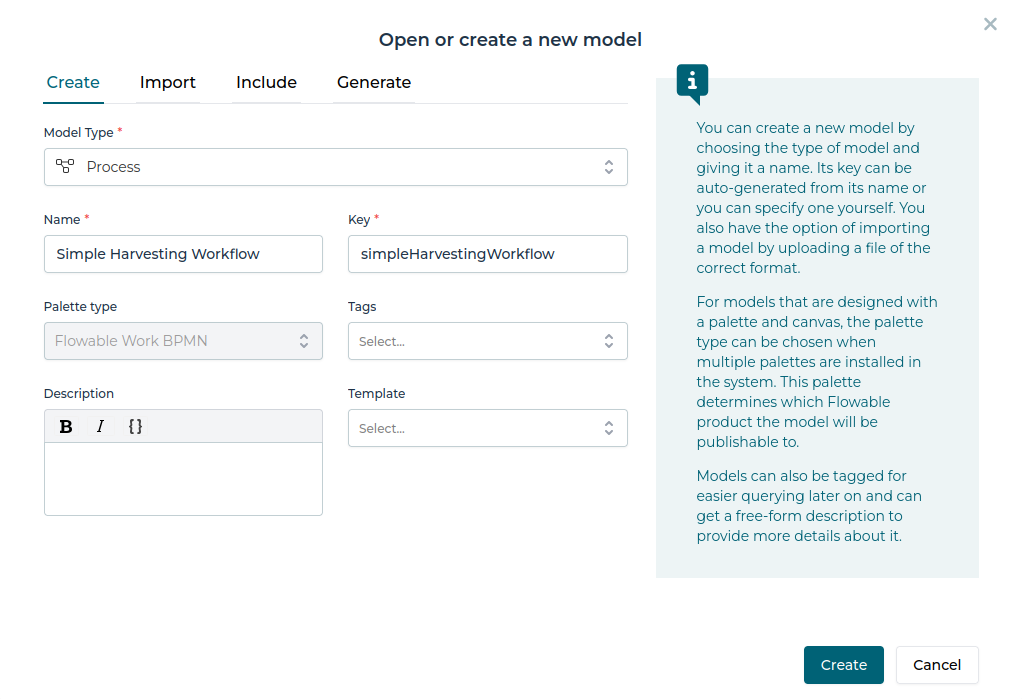 Open or create a new model
Create Import Include Generate
Model Type *
Process
Name * Key *
Simple Harvesting Workflow simpleHarvestingWorkflow
Palette type Tags
Flowable Work BPMN Select...
Description Template
B I {} Select...
You can create a new model by
choosing the type of model and
giving it a name. Its key can be
auto-generated from its name or
you can specify one yourself. You
also have the option of importing
a model by uploading a file of the
correct format.
For models that are designed with
a palette and canvas, the palette
type can be chosen when
multiple palettes are installed in
the system. This palette
determines which Flowable
product the model will be
publishable to.
Models can also be tagged for
easier querying later on and can
get a free-form description to
provide more details about it.
Create Cancel